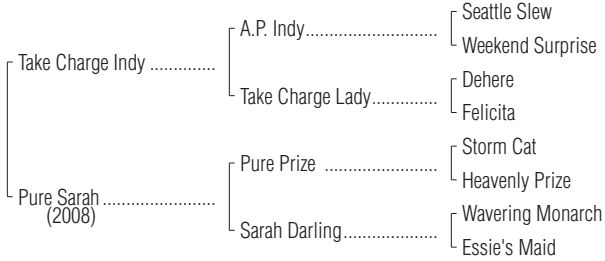 Seattle Slew
A.P. Indy..............................
Weekend Surprise
Take Charge Indy ..............
Dehere
Take Charge Lady...............
Felicita
Storm Cat
Pure Prize .........................
Heavenly Prize
Pure Sarah ........................
(2008)
Wavering Monarch
Sarah Darling.....................
Essie's Maid